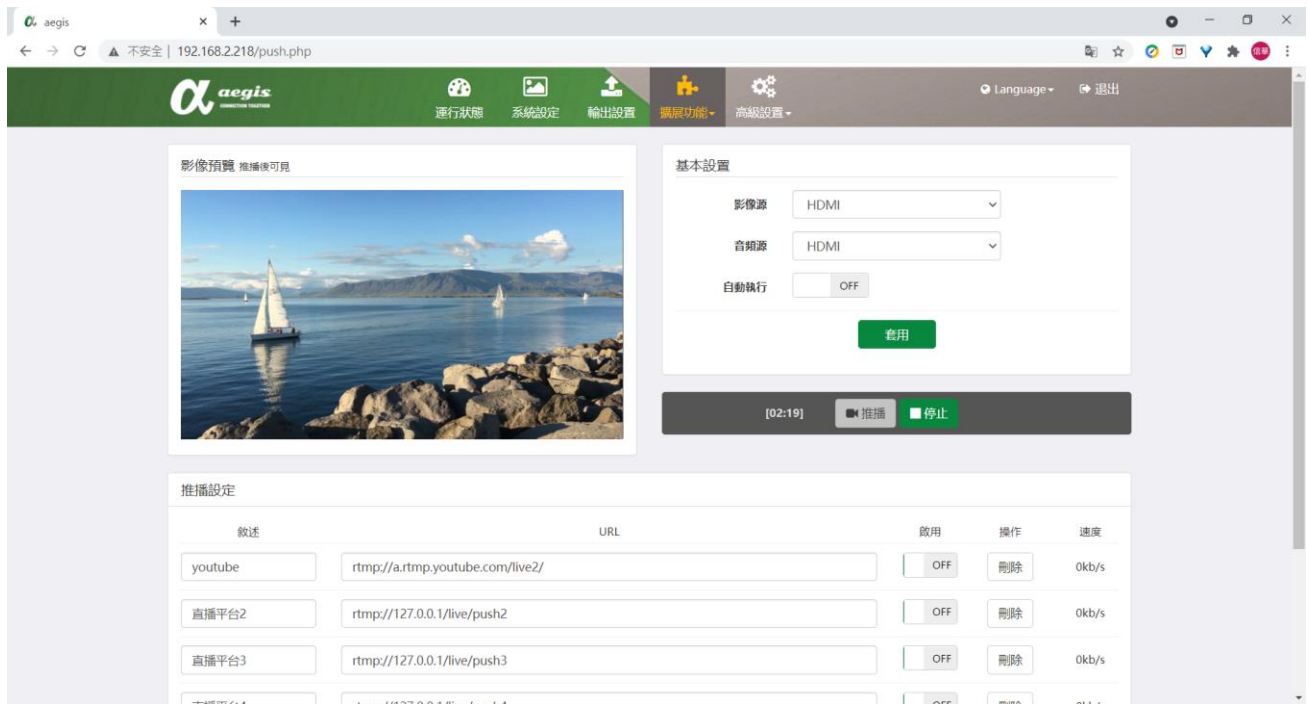 aegis
不安全 | 192.168.2.218/push.php
信華
aegis
CONNECTION TOGETHER
運行狀態 系統設定 輸出設置 擴展功能 高級設置 Language 退出
影像預覽 推播後可見
基本設置
影像源 HDMI
音頻源 HDMI
自動執行 OFF
套用
[02:19] 推播 停止
推播設定
敘述 URL 啟用 操作 速度
youtube rtmp://a.rtmp.youtube.com/live2/ OFF 刪除 0kb/s
直播平台2 rtmp://127.0.0.1/live/push2 OFF 刪除 0kb/s
直播平台3 rtmp://127.0.0.1/live/push3 OFF 刪除 0kb/s